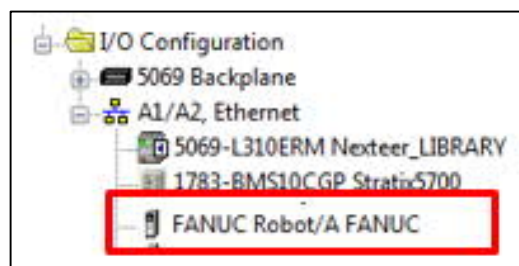 I/O Configuration
5069 Backplane
A1/A2, Ethernet
5069-L310ERM Nexteer_LIBRARY
1783-BMS10CGP Stratix5700
FANUC Robot/A FANUC